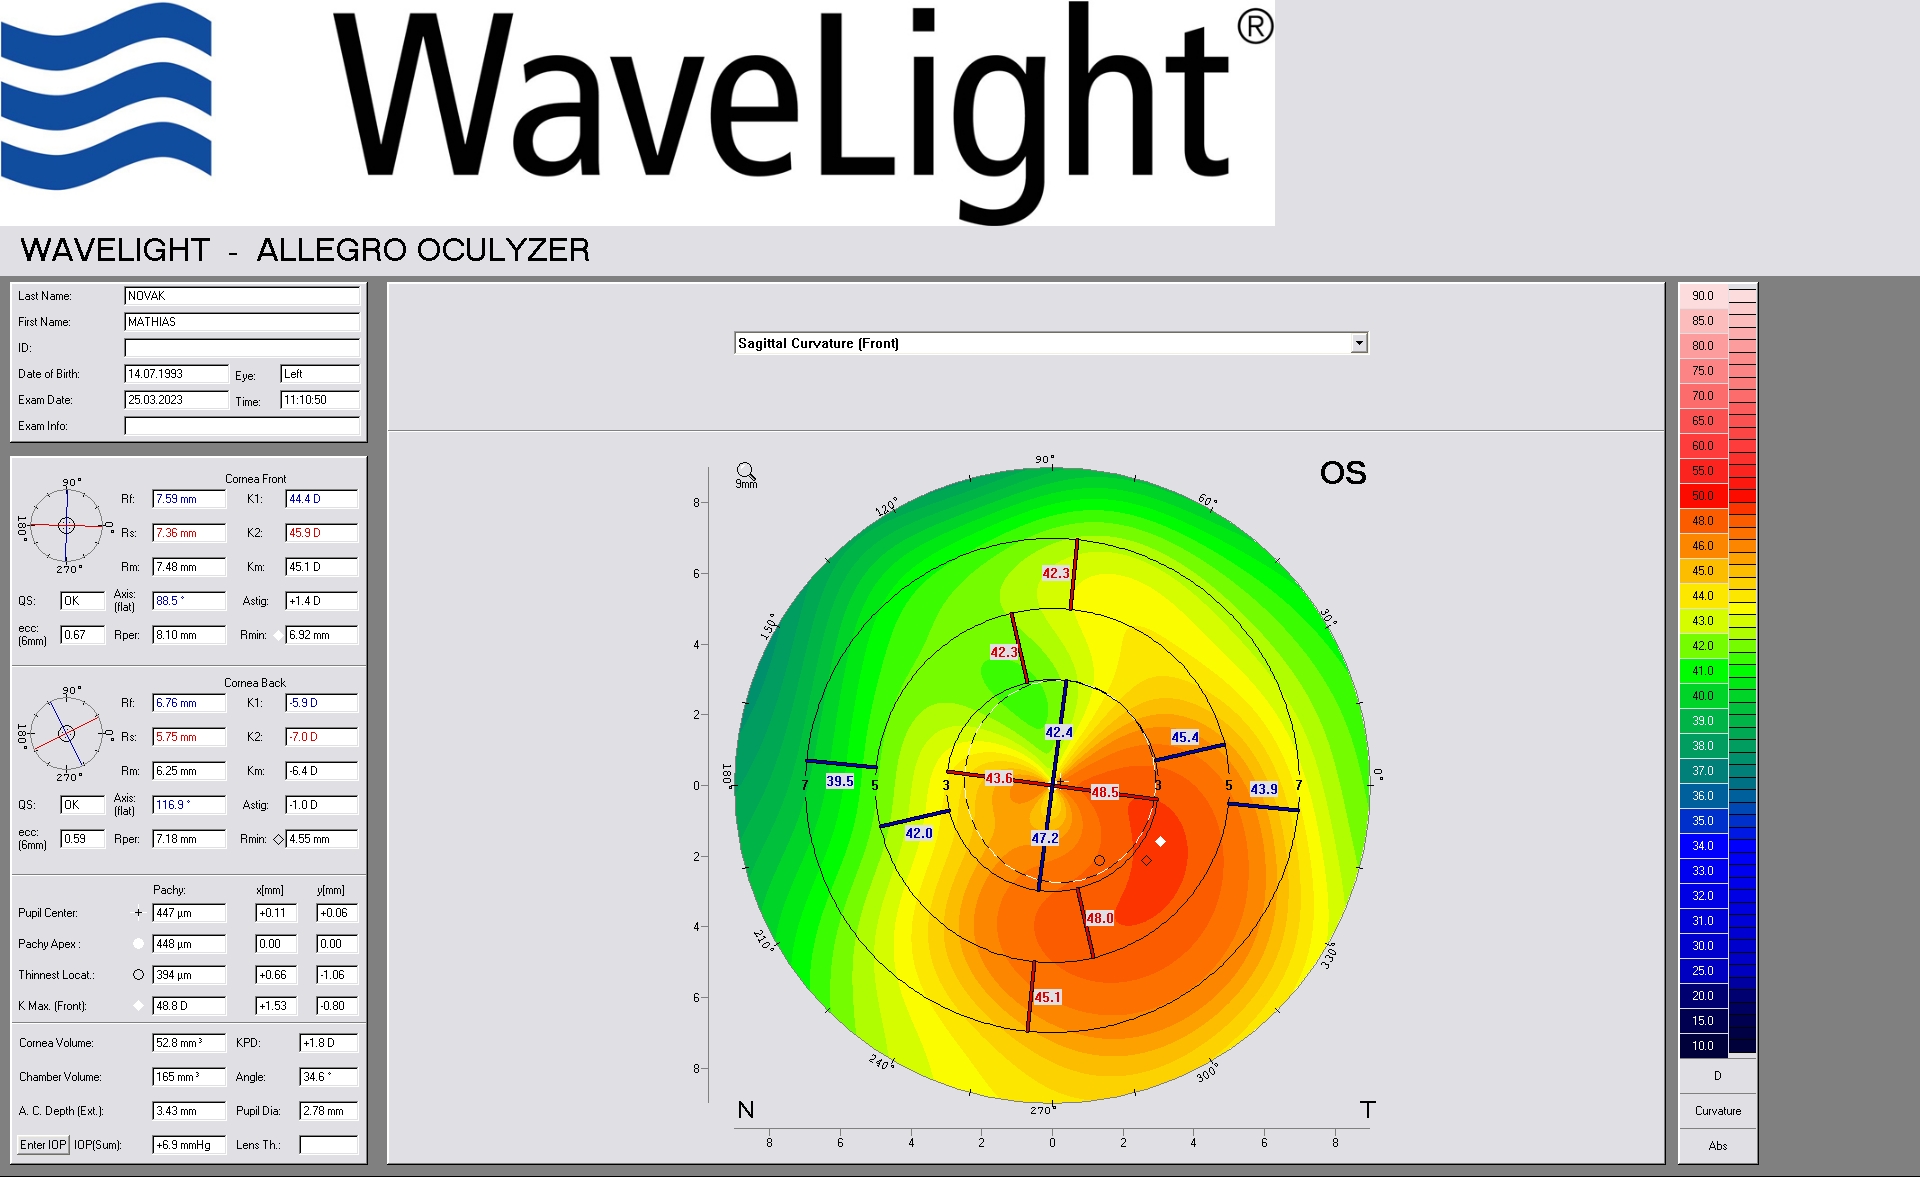 WaveLight®
WAVELIGHT - ALLEGRO OCULYZER
Last Name: NOVAK
First Name: MATHIAS
ID:
Date of Birth: 14.07.1993 Eye: Left
Exam Date: 25.03.2023 Time: 11:10:50
Exam Info:
Cornea Front
90°
180°
0°
270°
Rf: 7.59 mm K1: 44.4 D
Rs: 7.36 mm K2: 45.9 D
Rm: 7.48 mm Km: 45.1 D
QS: OK Axis: (flat) 88.5 ° Astig: +1.4 D
ecc: (6mm) 0.67 Rper: 8.10 mm Rmin: 6.92 mm
Cornea Back
90°
180°
0°
270°
Rf: 6.76 mm K1: -5.9 D
Rs: 5.75 mm K2: -7.0 D
Rm: 6.25 mm Km: -6.4 D
QS: OK Axis: (flat) 116.9 ° Astig: -1.0 D
ecc: (6mm) 0.59 Rper: 7.18 mm Rmin: 4.55 mm
Pachy: x[mm] y[mm]
Pupil Center: + 447 µm +0.11 +0.06
Pachy Apex : 448 µm 0.00 0.00
Thinnest Locat.: 394 µm +0.66 -1.06
K Max. (Front): 48.8 D +1.53 -0.80
Cornea Volume: 52.8 mm³ KPD: +1.8 D
Chamber Volume: 165 mm³ Angle: 34.6 °
A. C. Depth (Ext.): 3.43 mm Pupil Dia: 2.78 mm
Enter IOP IOP(Sum): +6.9 mmHg Lens Th.:
Sagittal Curvature (Front)
9mm
OS
90°
120°
60°
150°
30°
180°
0°
210°
330°
240°
300°
270°
8
6
4
2
0
2
4
6
8
42.3
42.3
42.4
45.4
43.6
48.5
39.5
43.9
7 5 3 3 5 7
42.0
47.2
48.0
45.1
N
T
8 6 4 2 0 2 4 6 8
90.0
85.0
80.0
75.0
70.0
65.0
60.0
55.0
50.0
48.0
46.0
45.0
44.0
43.0
42.0
41.0
40.0
39.0
38.0
37.0
36.0
35.0
34.0
33.0
32.0
31.0
30.0
25.0
20.0
15.0
10.0
D
Curvature
Abs